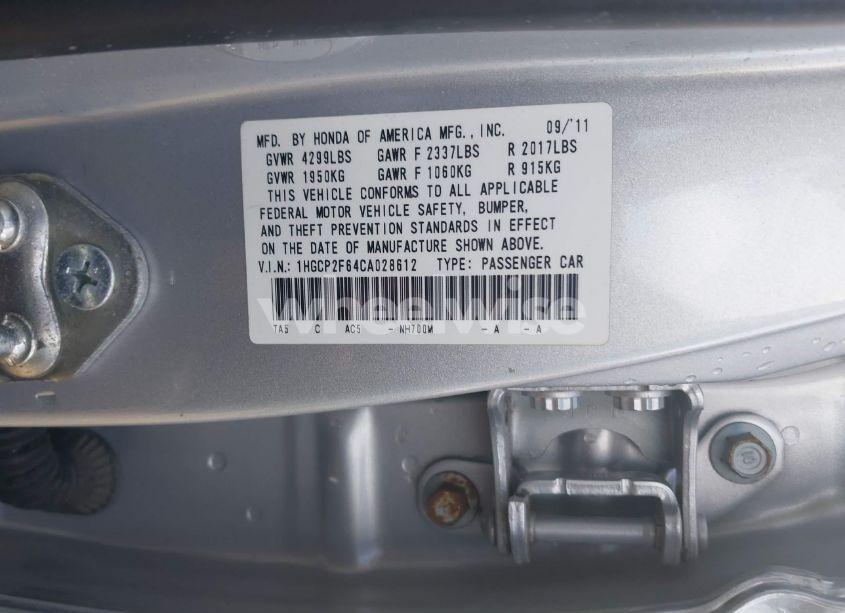 MFD. BY HONDA OF AMERICA MFG., INC. 09/'11
GVWR 4299LBS GAWR F 2337LBS R 2017LBS
GVWR 1950KG GAWR F 1060KG R 915KG
THIS VEHICLE CONFORMS TO ALL APPLICABLE
FEDERAL MOTOR VEHICLE SAFETY, BUMPER,
AND THEFT PREVENTION STANDARDS IN EFFECT
ON THE DATE OF MANUFACTURE SHOWN ABOVE.
V.I.N.: 1HGCP2F64CA028612 TYPE: PASSENGER CAR
wheelwise
TA5 C AC5 - NH700M - A - A